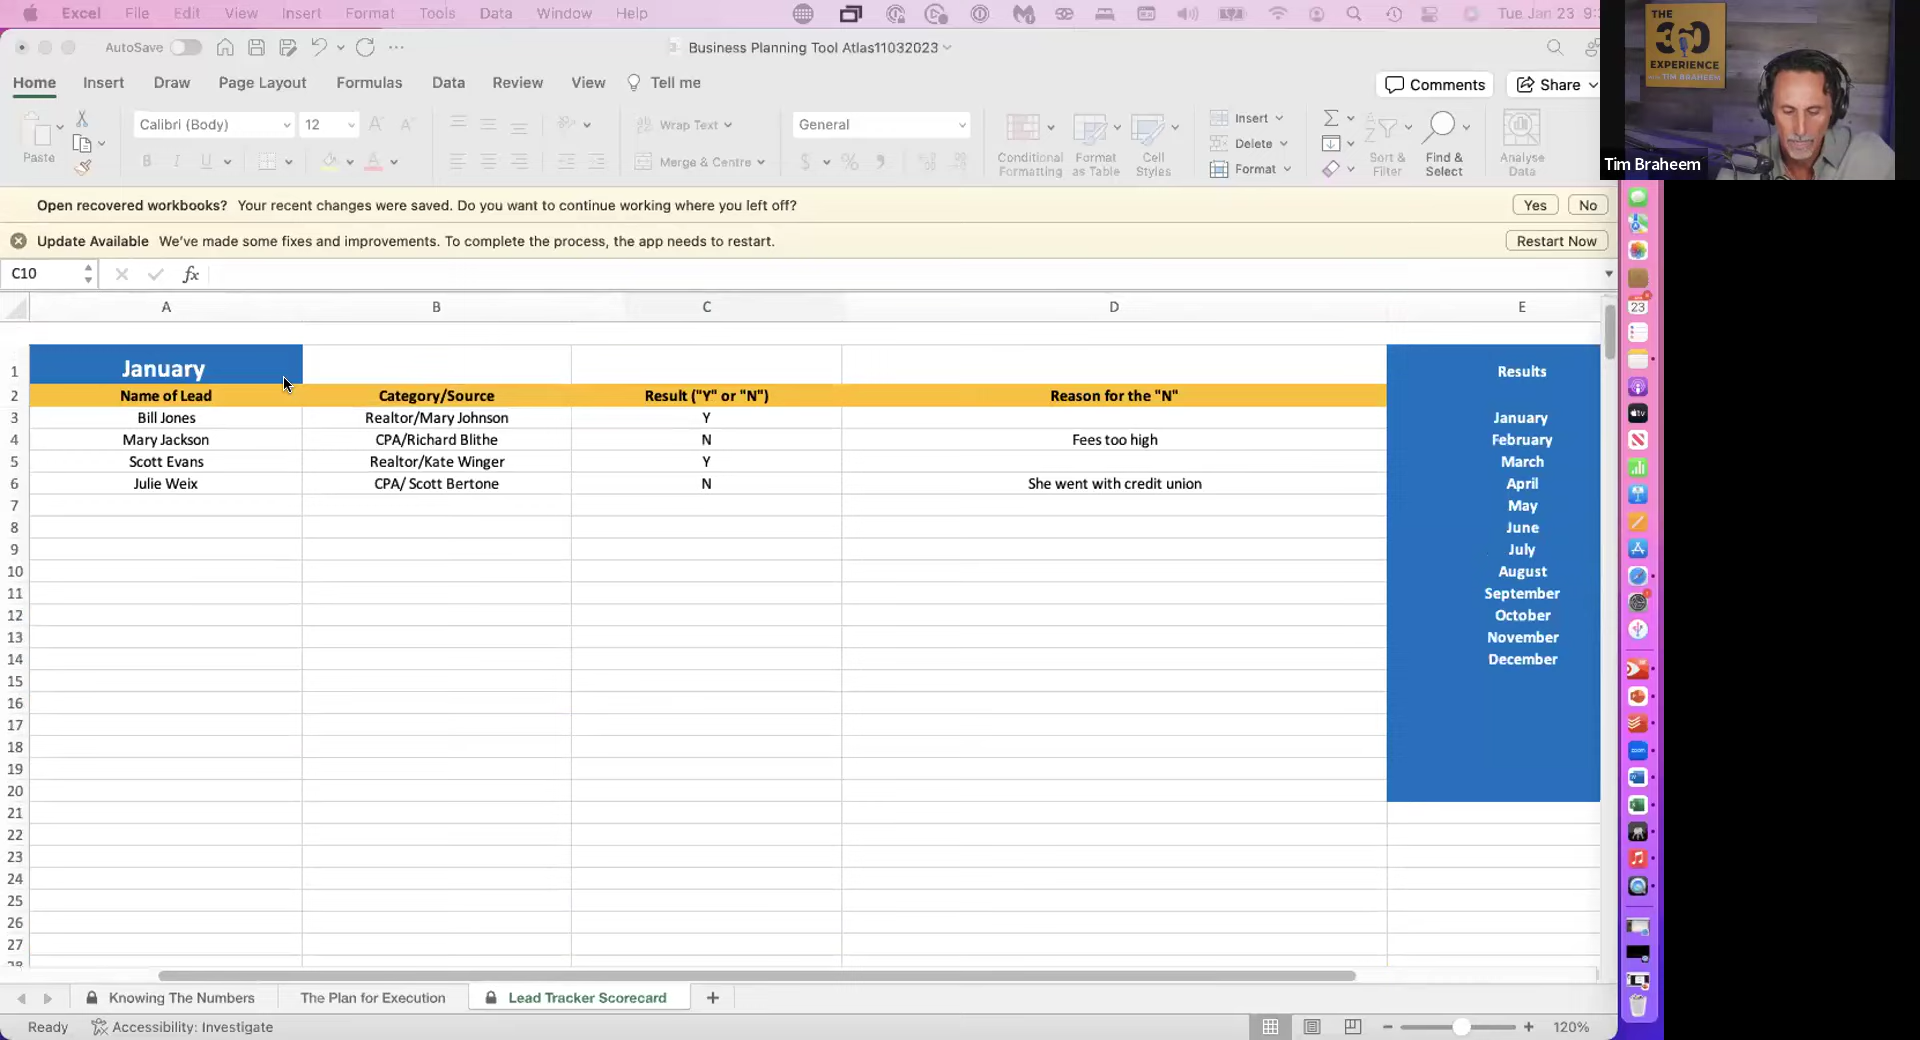 Excel File Edit View Insert Format Tools Data Window Help
Tue Jan 23
AutoSave
Business Planning Tool Atlas11032023
Home Insert Draw Page Layout Formulas Data Review View Tell me
Comments Share
Paste
Calibri (Body) 12
Wrap Text
Merge & Centre
General
Conditional Formatting
Format as Table
Cell Styles
Insert
Delete
Format
Sort & Filter
Find & Select
Analyse Data
THE
360
EXPERIENCE
WITH TIM BRAHEEM
Tim Braheem
Open recovered workbooks? Your recent changes were saved. Do you want to continue working where you left off? Yes No
Update Available We've made some fixes and improvements. To complete the process, the app needs to restart. Restart Now
C10 fx
A B C D E
1 January Results
2 Name of Lead Category/Source Result ("Y" or "N") Reason for the "N"
3 Bill Jones Realtor/Mary Johnson Y January
4 Mary Jackson CPA/Richard Blithe N Fees too high February
5 Scott Evans Realtor/Kate Winger Y March
6 Julie Weix CPA/ Scott Bertone N She went with credit union April
7 May
8 June
9 July
10 August
11 September
12 October
13 November
14 December
15
16
17
18
19
20
21
22
23
24
25
26
27
28
Knowing The Numbers The Plan for Execution Lead Tracker Scorecard +
Ready Accessibility: Investigate 120%